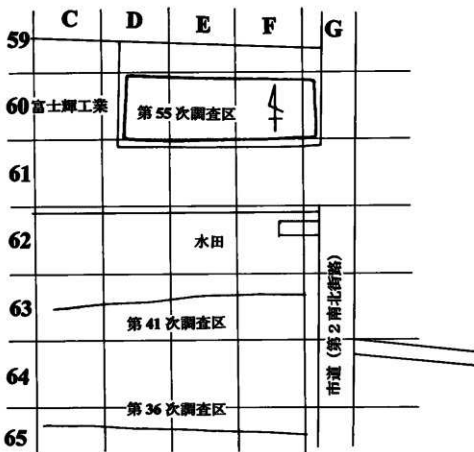 C D E F G
59
60 富士輝工業 第55次調査区
61
62 水田
63
第41次調査区
市道(第2南北街路)
64
第36次調査区
65